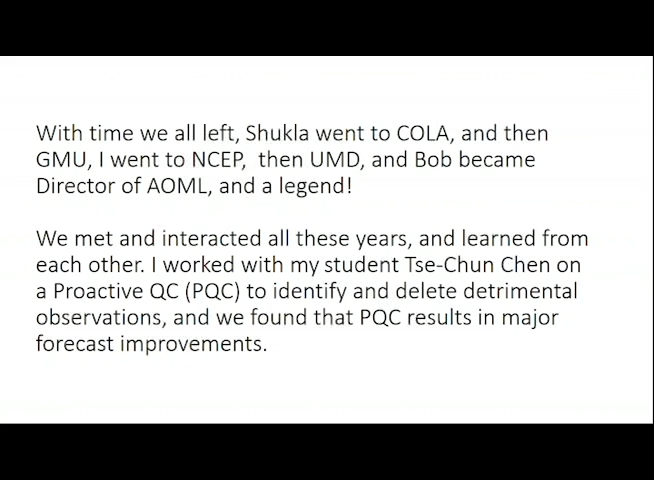 With time we all left, Shukla went to COLA, and then
GMU, I went to NCEP,  then UMD, and Bob became
Director of AOML, and a legend!
We met and interacted all these years, and learned from
each other. I worked with my student Tse-Chun Chen on
a Proactive QC (PQC) to identify and delete detrimental
observations, and we found that PQC results in major
forecast improvements.